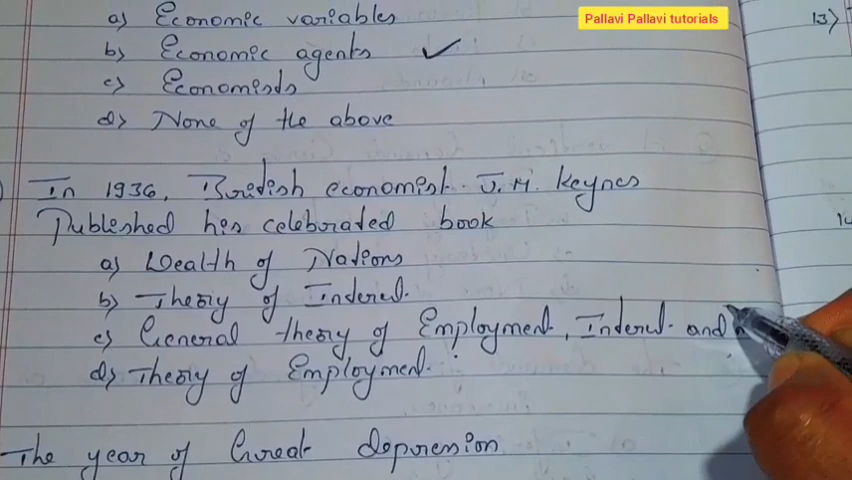 a) Economic variables
Pallavi Pallavi tutorials
13)
b) Economic agents ✓
c) Economists
d) None of the above
In 1936, British economist J. M. Keynes
Published his celebrated book
a) Wealth of Nations
b) Theory of Interest.
c) General theory of Employment, Interest and
d) Theory of Employment.
The year of Great depression